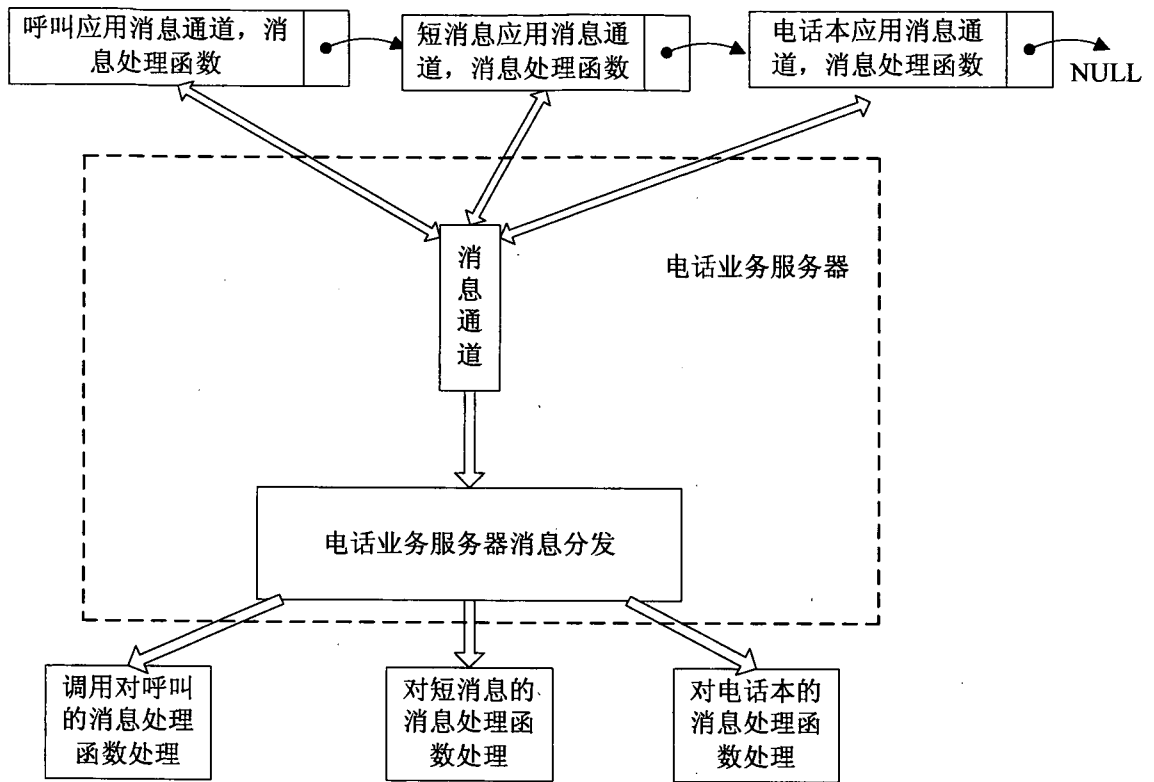 呼叫应用消息通道，消
息处理函数
短消息应用消息通
道，消息处理函数
电话本应用消息通
道，消息处理函数
NULL
消
息
通
道
电话业务服务器
电话业务服务器消息分发
调用对呼叫
的消息处理
函数处理
对短消息的
消息处理函
数处理
对电话本的
消息处理函
数处理